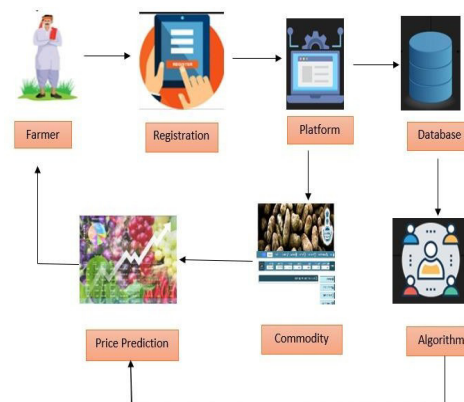 REGISTER
Farmer
Registration
Platform
Database
Price Prediction
Commodity
Algorithm